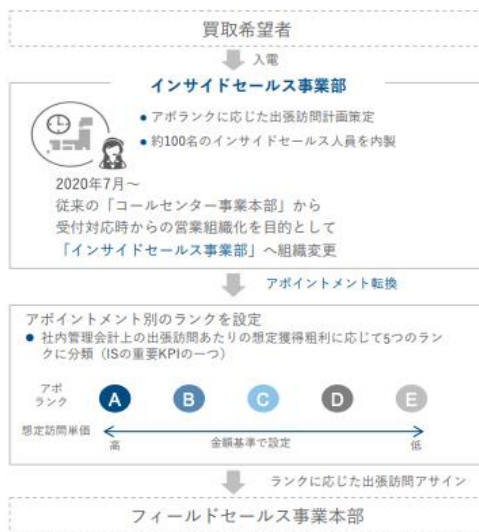 買取希望者
入電
インサイドセールス事業部
● アポランクに応じた出張訪問計画策定
● 約100名のインサイドセールス人員を内製
2020年7月～
従来の「コールセンター事業本部」から
受付対応時からの営業組織化を目的として
「インサイドセールス事業部」へ組織変更
アポイントメント転換
アポイントメント別のランクを設定
● 社内管理会計上の出張訪問あたりの想定獲得粗利に応じて5つのラン
クに分類（ISの重要KPIの一つ）
アポ
ランク A B C D E
想定訪問単価
高 金額基準で設定 低
ランクに応じた出張訪問アサイン
フィールドセールス事業本部